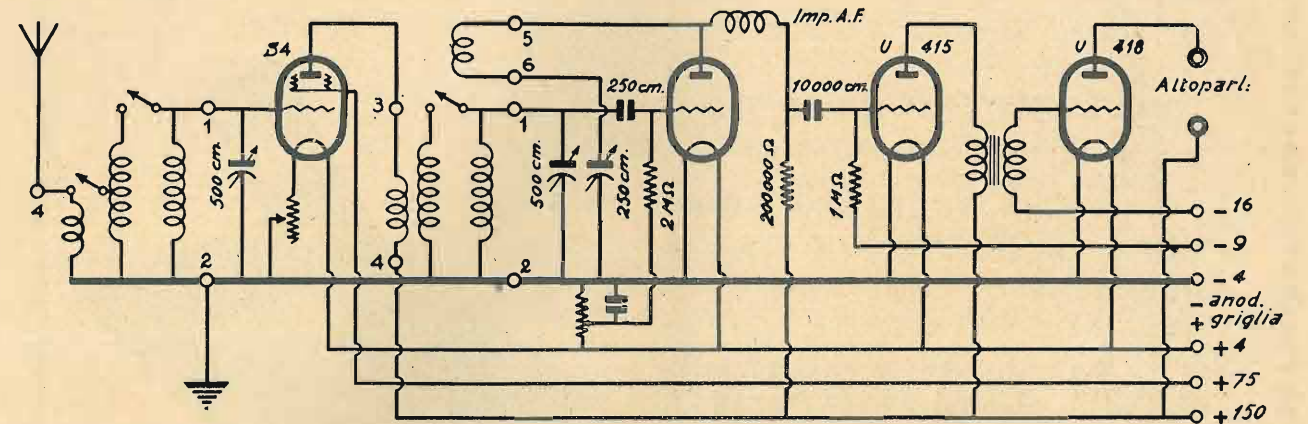 4
1
500 cm.
2
B4
3
4
5
6
1
2
250 cm.
500 cm.
250 cm.
2 MΩ
Imp. A.F.
200000 Ω
10000 cm.
1 MΩ
U 415
U 418
Altoparl:
- 16
- 9
- 4
- anod.
+ griglia
+ 4
+ 75
+ 150